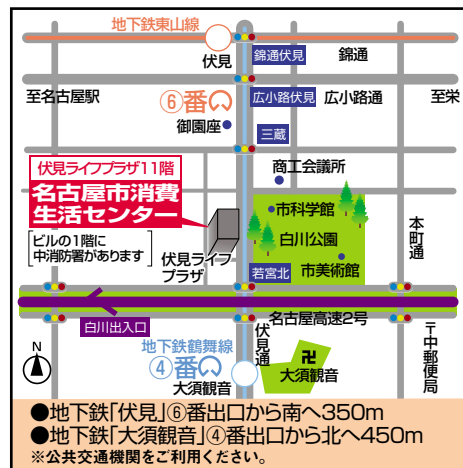 地下鉄東山線
伏見
錦通伏見
錦通
至名古屋駅
⑥番
広小路伏見
広小路通
至栄
御園座
三蔵
伏見ライフプラザ11階
名古屋市消費
生活センター
商工会議所
市科学館
白川公園
本町通
ビルの1階に
中消防署があります
伏見ライフ
プラザ
若宮北
市美術館
白川出入口
名古屋高速2号
伏見通
N
地下鉄鶴舞線
④番
大須観音
卍
大須観音
〒中郵便局
●地下鉄「伏見」⑥番出口から南へ350m
●地下鉄「大須観音」④番出口から北へ450m
※公共交通機関をご利用ください。